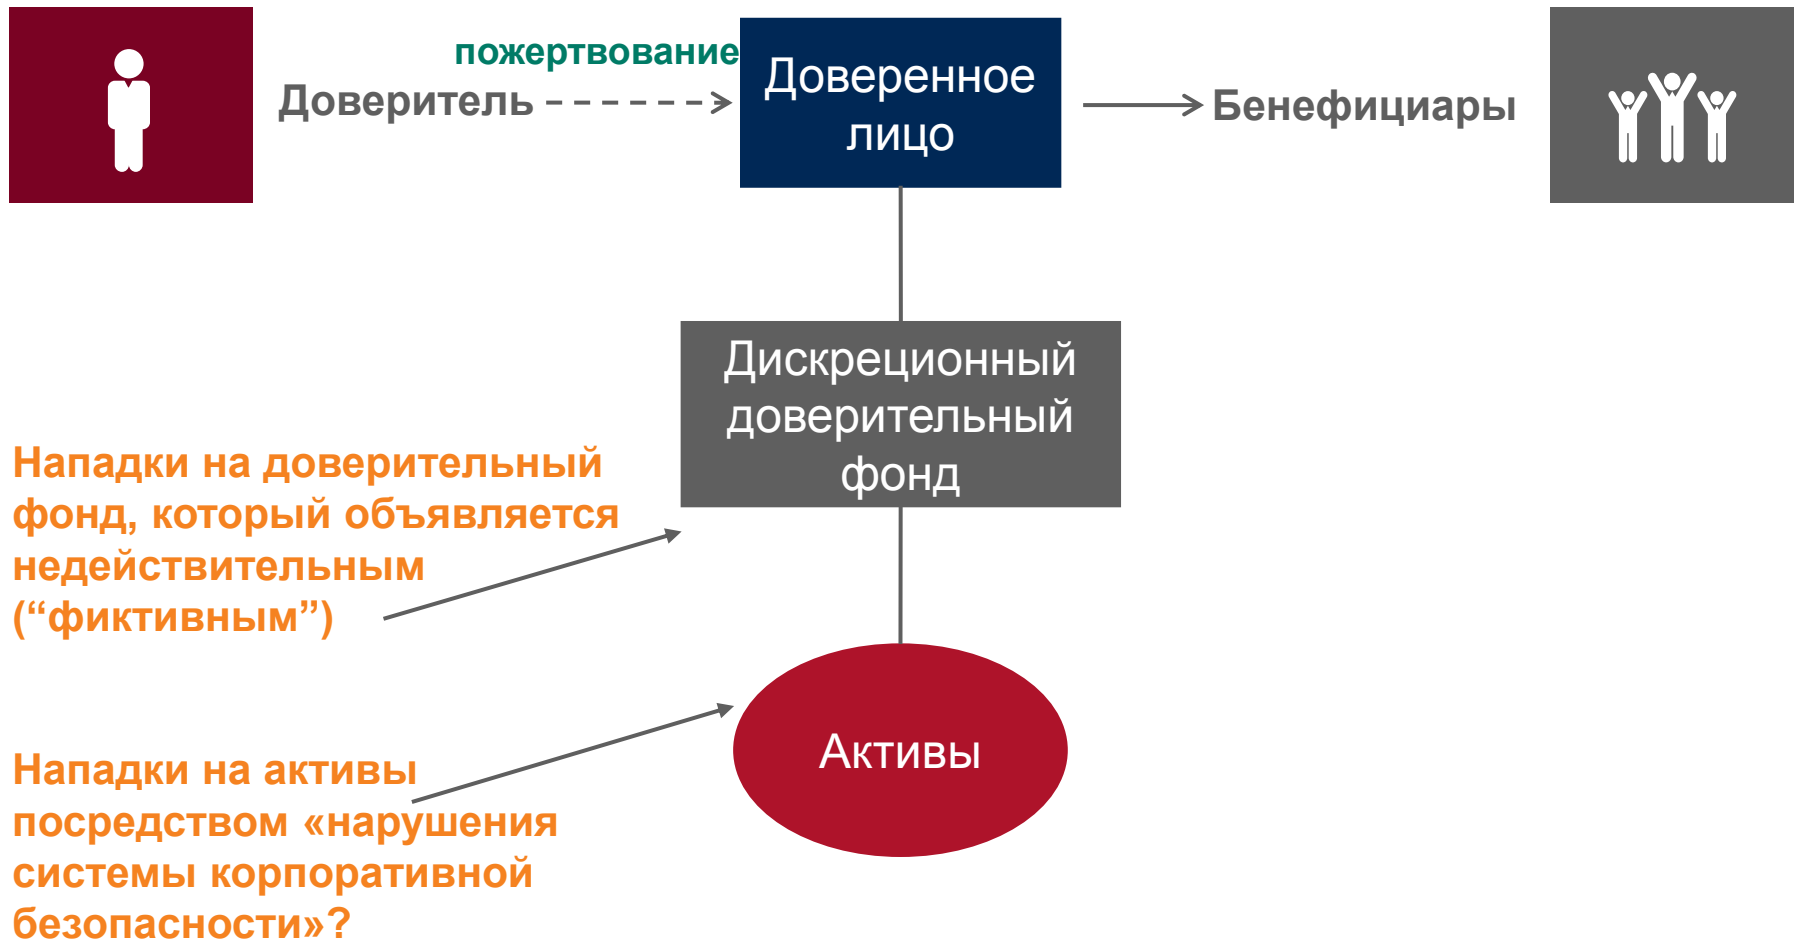 пожертвование
Доверитель
Доверенное
лицо
Бенефициары
Дискреционный
доверительный
фонд
Нападки на доверительный
фонд, который объявляется
недействительным
(“фиктивным”)
Активы
Нападки на активы
посредством «нарушения
системы корпоративной
безопасности»?